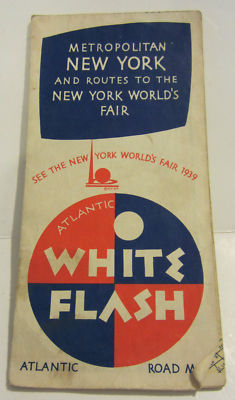 METROPOLITAN
NEW YORK
AND ROUTES TO THE
NEW YORK WORLD'S
FAIR
SEE THE NEW YORK WORLD'S FAIR 1939
ATLANTIC
WHITE
FLASH
ATLANTIC ROAD M